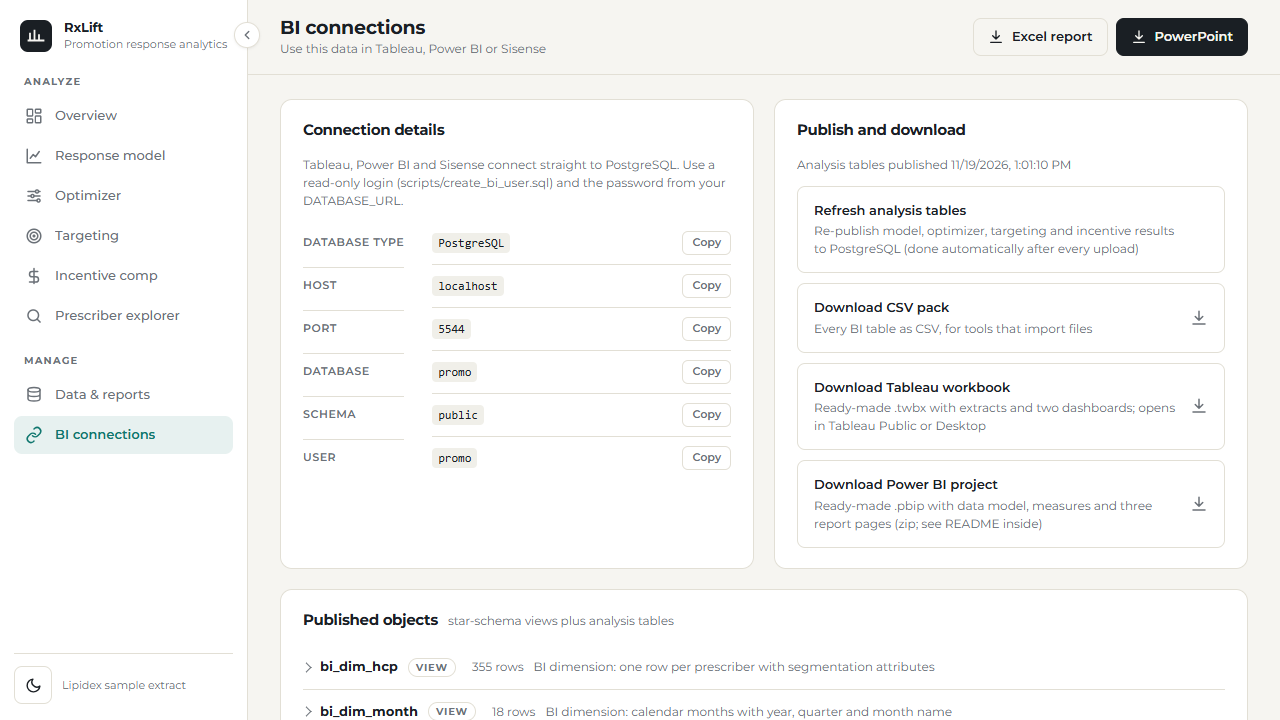 RxLift
Promotion response analytics
ANALYZE
Overview
Response model
Optimizer
Targeting
Incentive comp
Prescriber explorer
MANAGE
Data & reports
BI connections
Lipidex sample extract
BI connections
Use this data in Tableau, Power BI or Sisense
Excel report
PowerPoint
Connection details
Tableau, Power BI and Sisense connect straight to PostgreSQL. Use a
read-only login (scripts/create_bi_user.sql) and the password from your
DATABASE_URL.
DATABASE TYPE PostgreSQL Copy
HOST localhost Copy
PORT 5544 Copy
DATABASE promo Copy
SCHEMA public Copy
USER promo Copy
Publish and download
Analysis tables published 11/19/2026, 1:01:10 PM
Refresh analysis tables
Re-publish model, optimizer, targeting and incentive results
to PostgreSQL (done automatically after every upload)
Download CSV pack
Every BI table as CSV, for tools that import files
Download Tableau workbook
Ready-made .twbx with extracts and two dashboards; opens
in Tableau Public or Desktop
Download Power BI project
Ready-made .pbip with data model, measures and three
report pages (zip; see README inside)
Published objects star-schema views plus analysis tables
bi_dim_hcp VIEW 355 rows BI dimension: one row per prescriber with segmentation attributes
bi_dim_month VIEW 18 rows BI dimension: calendar months with year, quarter and month name